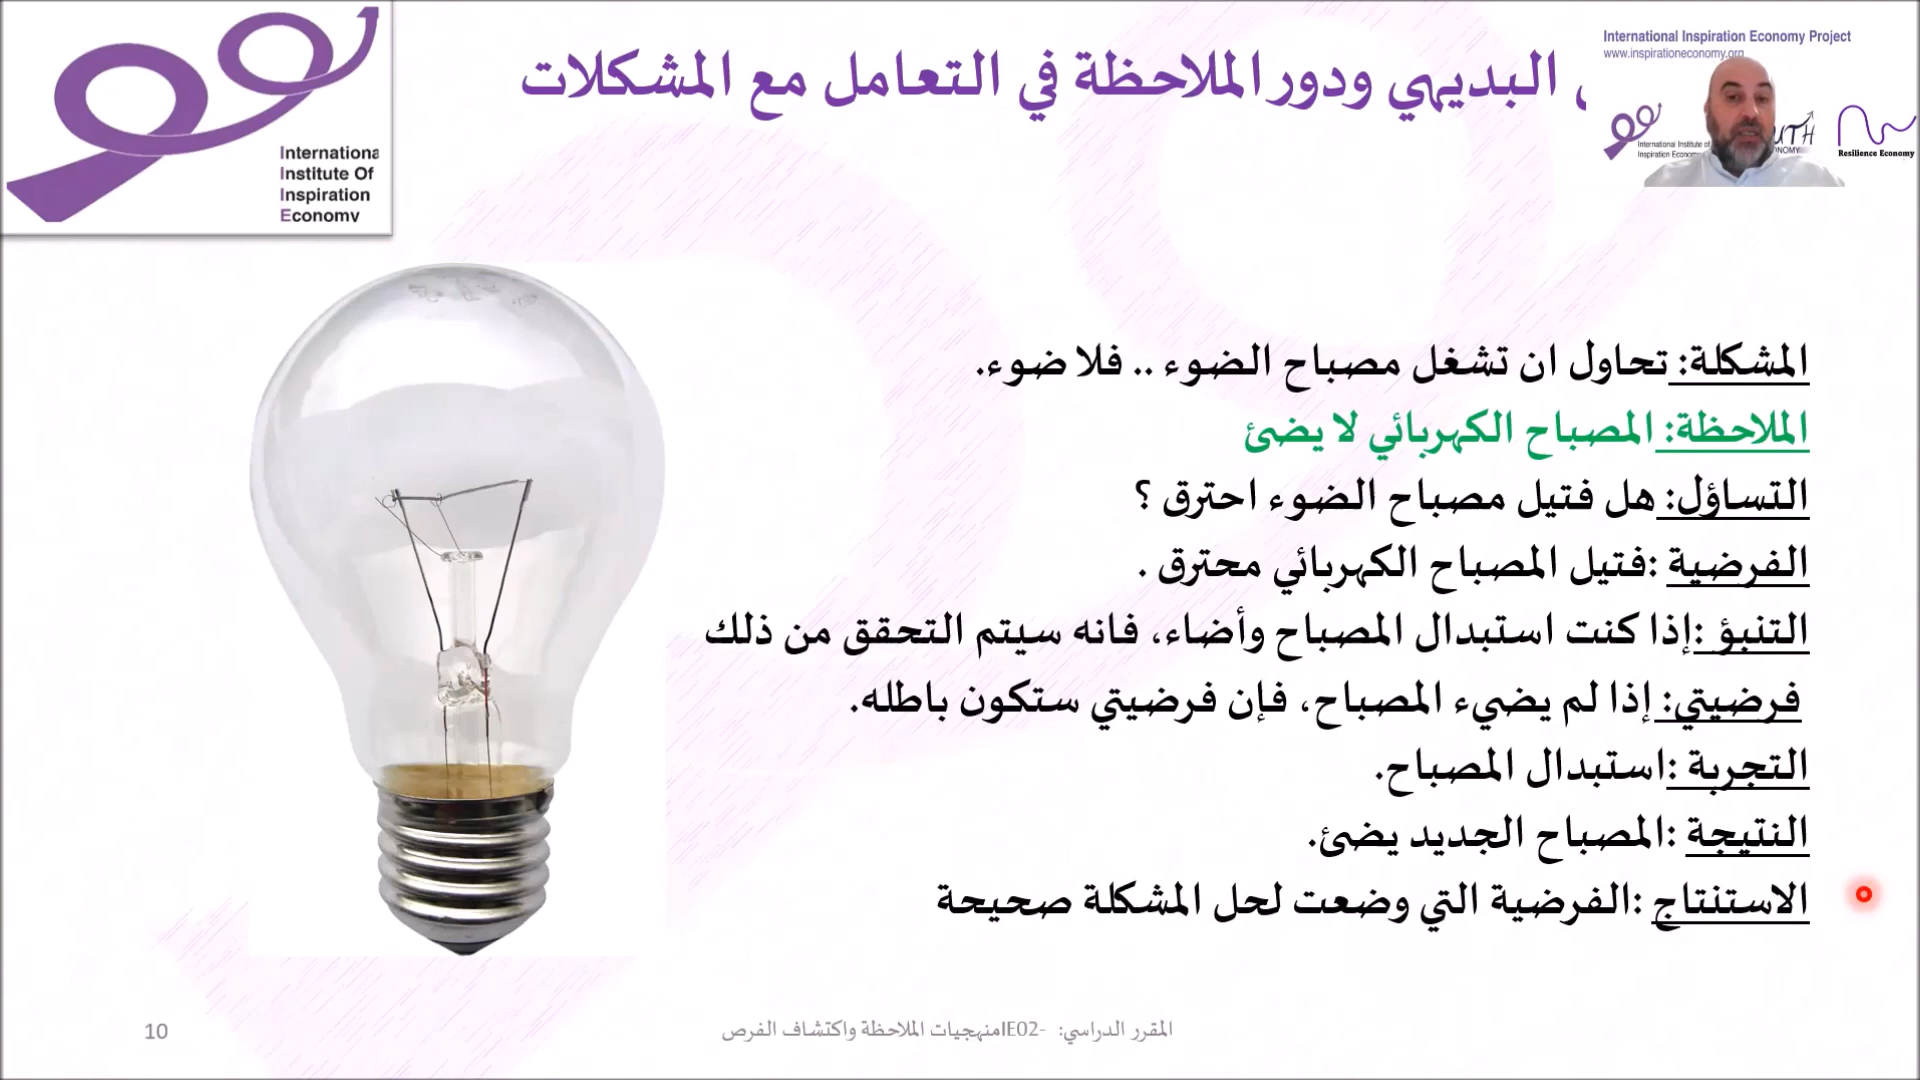 International
Institute Of
Inspiration
Economy
البديهي ودور الملاحظة في التعامل مع المشكلات
International Inspiration Economy Project
www.inspirationeconomy.org
International Institute of
Inspiration
Resilience Economy
المشكلة: تحاول ان تشغل مصباح الضوء .. فلا ضوء.
الملاحظة: المصباح الكهربائي لا يضئ
التساؤل: هل فتيل مصباح الضوء احترق ؟
الفرضية :فتيل المصباح الكهربائي محترق .
التنبؤ :إذا كنت استبدال المصباح وأضاء، فانه سيتم التحقق من ذلك
فرضيتي: إذا لم يضيء المصباح، فإن فرضيتي ستكون باطله.
التجربة :استبدال المصباح.
النتيجة :المصباح الجديد يضئ.
الاستنتاج :الفرضية التي وضعت لحل المشكلة صحيحة
المقرر الدراسي: -IE02منهجيات الملاحظة واكتشاف الفرص
10